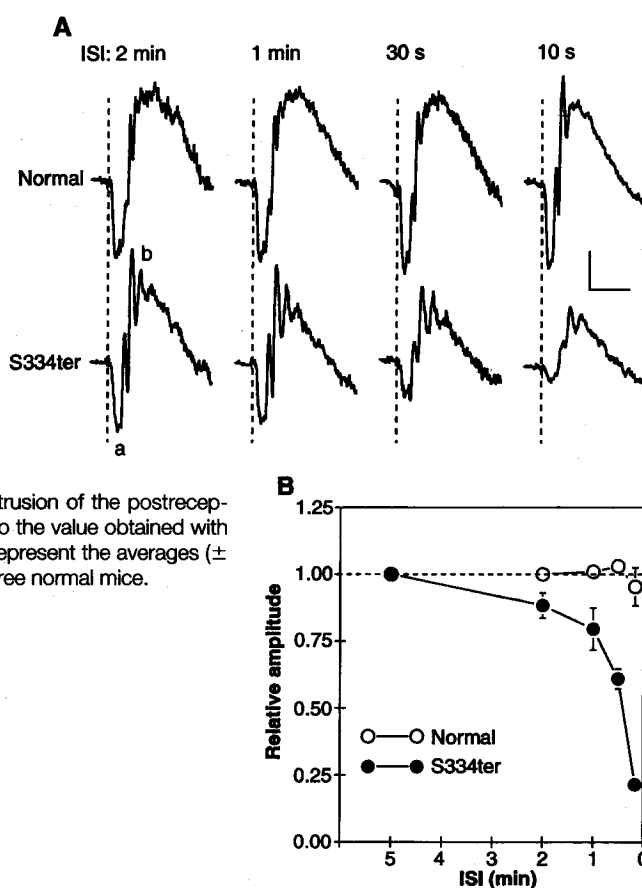 A
ISI: 2 min 1 min 30 s 10 s
Normal
b
S334ter
a
trusion of the postrecep-
o the value obtained with
epresent the averages (±
ree normal mice.
B
1.25
1.00
0.75
0.50
0.25
0.00
Relative amplitude
Normal
S334ter
5 4 3 2 1 0
ISI (min)